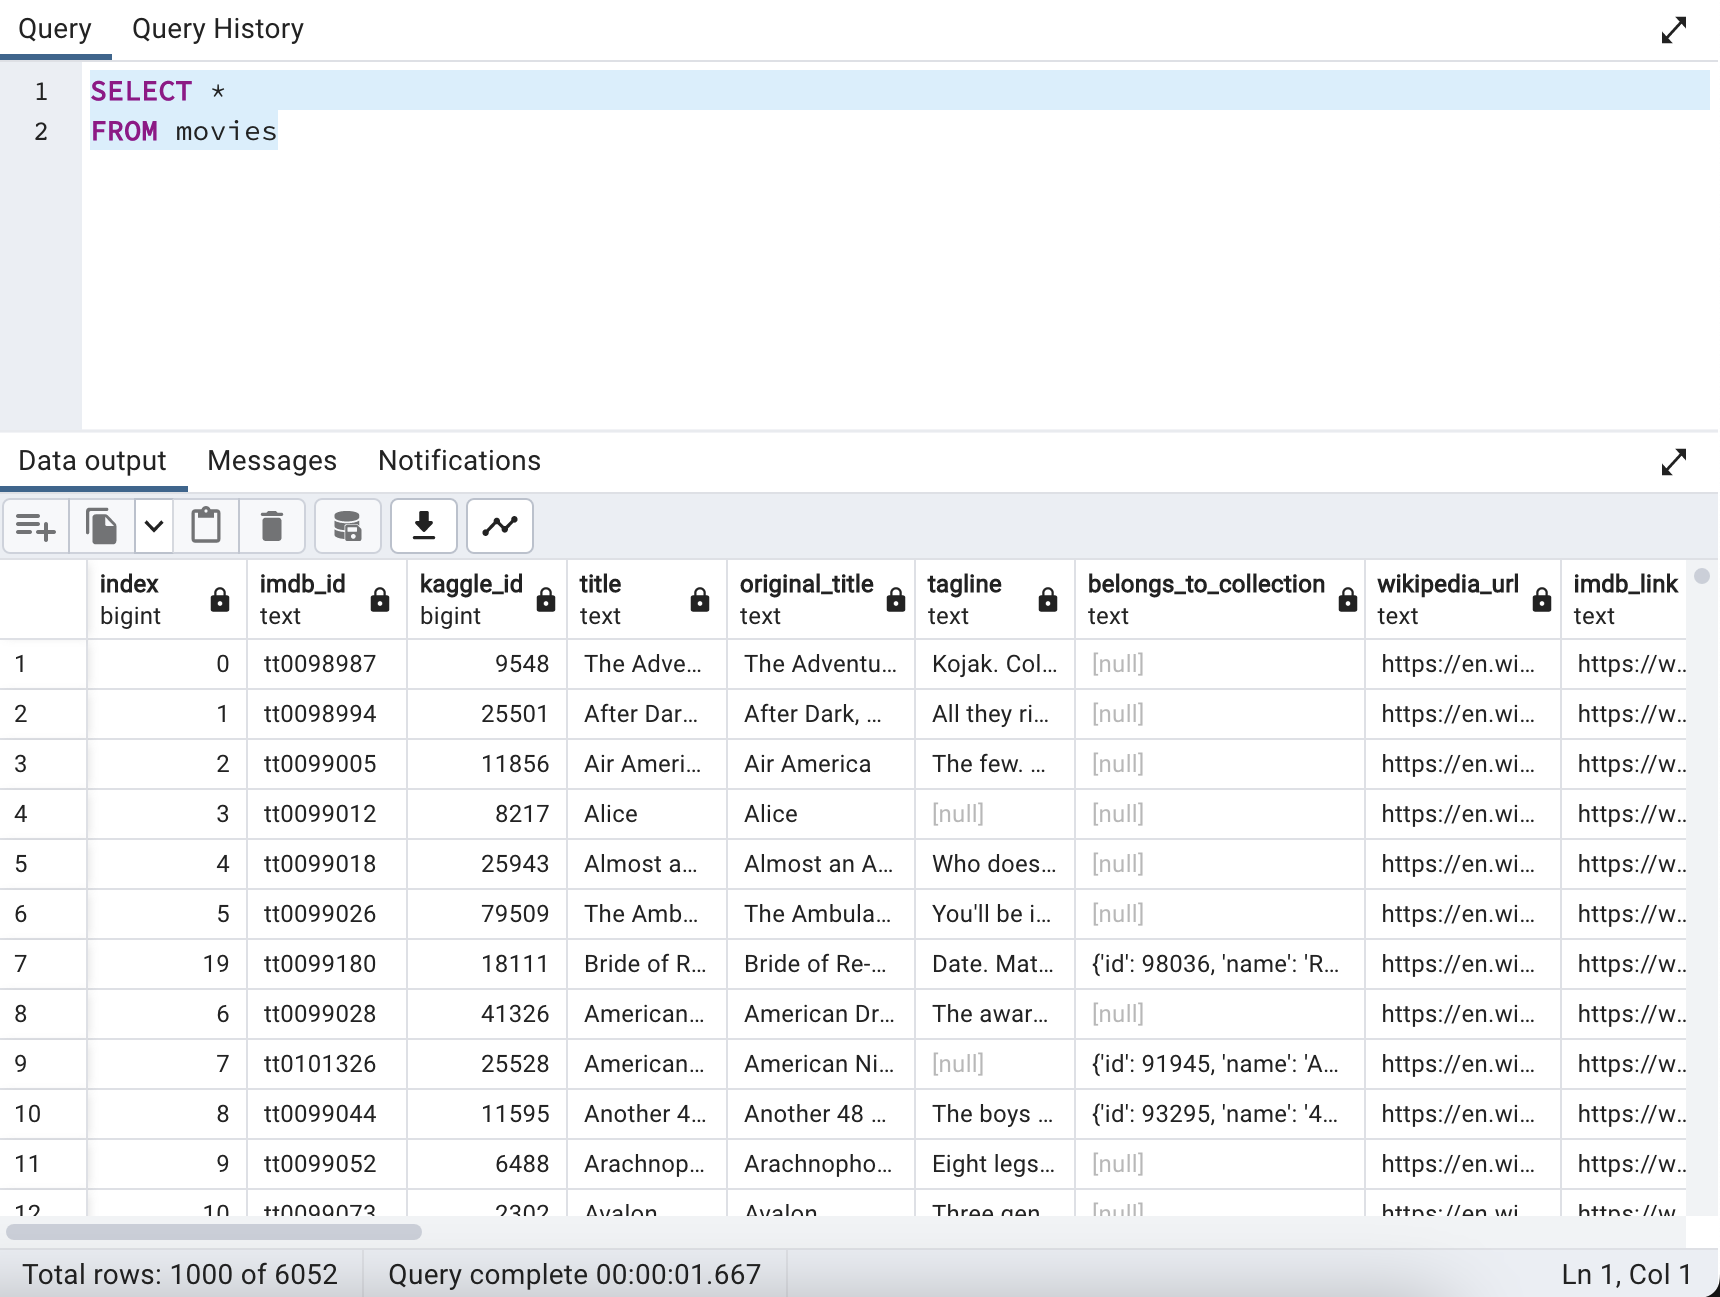 Query Query History
1 SELECT *
2 FROM movies
Data output Messages Notifications
index imdb_id kaggle_id title original_title tagline belongs_to_collection wikipedia_url imdb_link
bigint text bigint text text text text text text
1 0 tt0098987 9548 The Adve... The Adventu... Kojak. Col... [null] https://en.wi... https://w..
2 1 tt0098994 25501 After Dar... After Dark, ... All they ri... [null] https://en.wi... https://w..
3 2 tt0099005 11856 Air Ameri... Air America The few. ... [null] https://en.wi... https://w..
4 3 tt0099012 8217 Alice Alice [null] [null] https://en.wi... https://w..
5 4 tt0099018 25943 Almost a... Almost an A... Who does... [null] https://en.wi... https://w..
6 5 tt0099026 79509 The Amb... The Ambula... You'll be i... [null] https://en.wi... https://w..
7 19 tt0099180 18111 Bride of R... Bride of Re-... Date. Mat... {'id': 98036, 'name': 'R... https://en.wi... https://w..
8 6 tt0099028 41326 American... American Dr... The awar... [null] https://en.wi... https://w..
9 7 tt0101326 25528 American... American Ni... [null] {'id': 91945, 'name': 'A... https://en.wi... https://w..
10 8 tt0099044 11595 Another 4... Another 48 ... The boys ... {'id': 93295, 'name': '4... https://en.wi... https://w..
11 9 tt0099052 6488 Arachnop... Arachnopho... Eight legs... [null] https://en.wi... https://w..
12 10 tt0099073 2302 Avalon Avalon Three gen [null] https://en.wi https://w
Total rows: 1000 of 6052 Query complete 00:00:01.667 Ln 1, Col 1